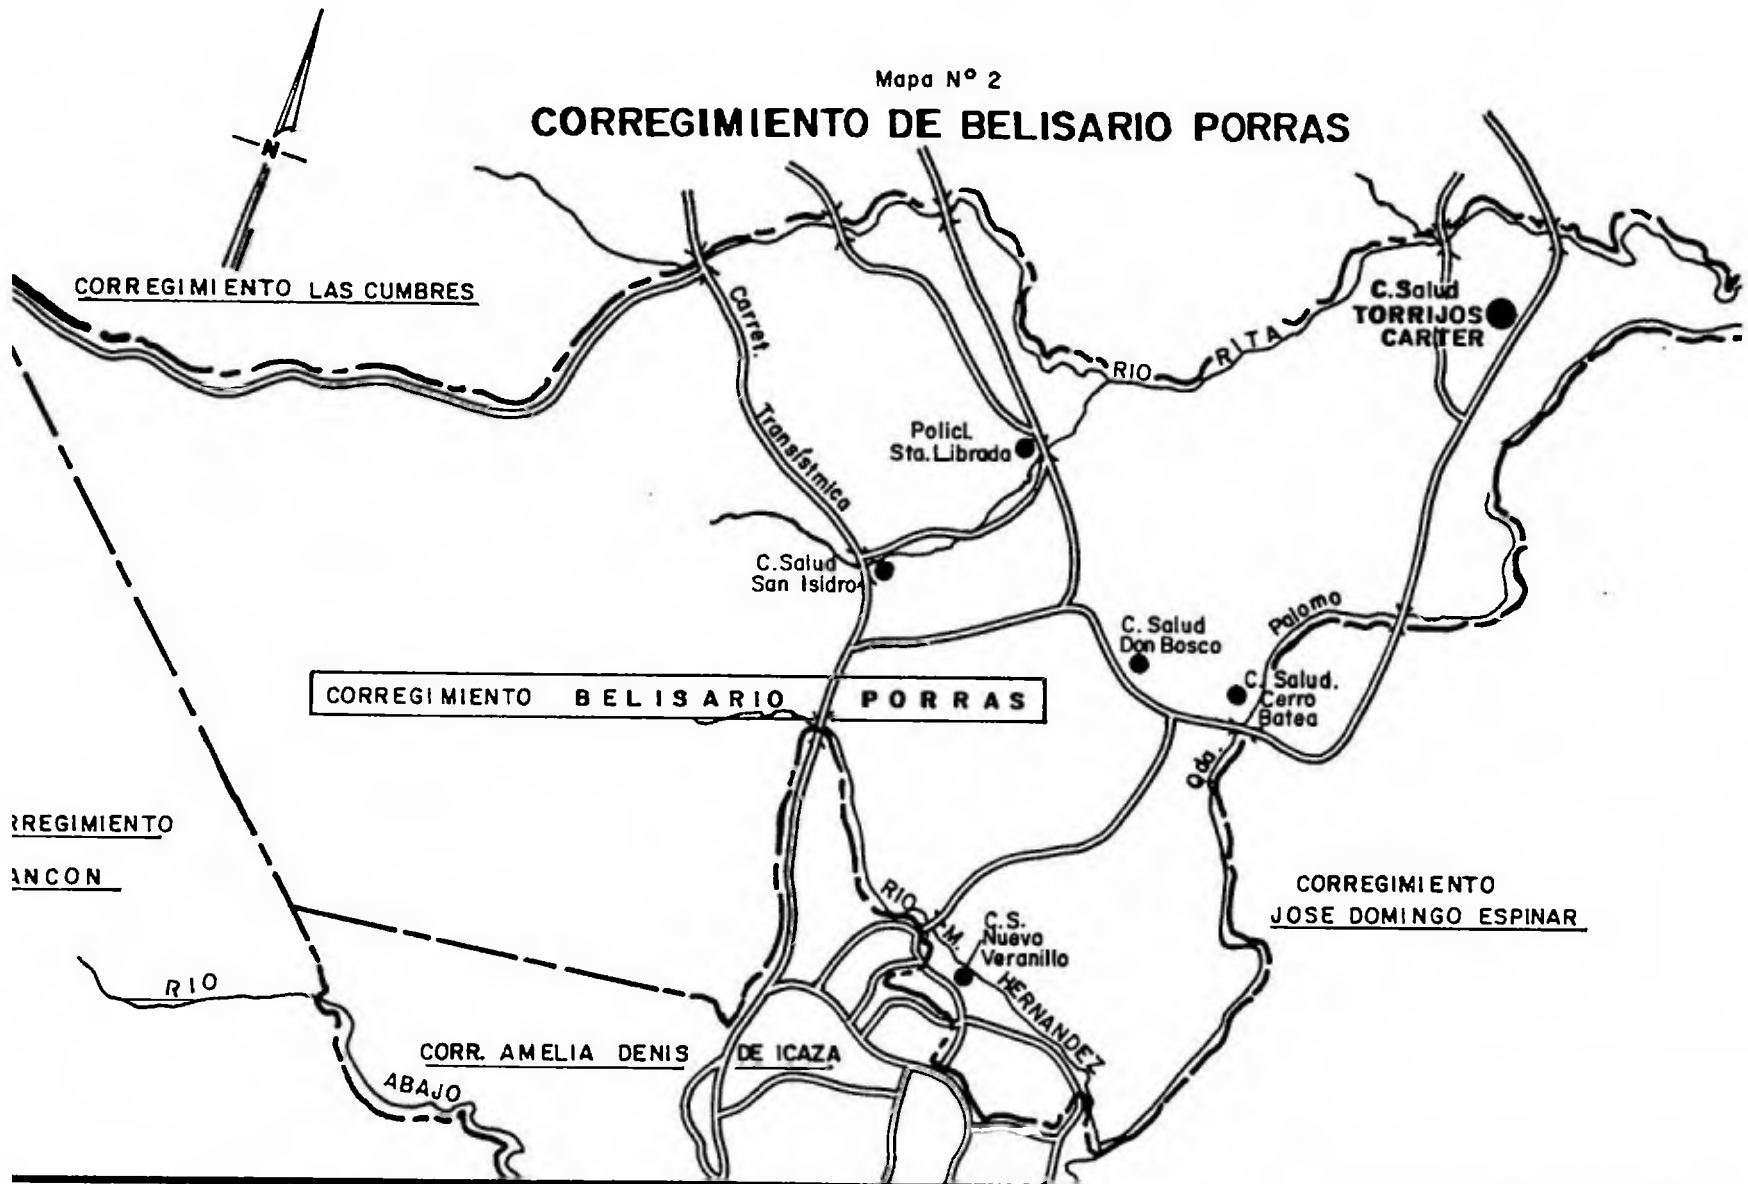 Mapa Nº 2
CORREGIMIENTO DE BELISARIO PORRAS
N
CORREGIMIENTO LAS CUMBRES
Carret.
Transístmica
RIO RITA
C.Salud
TORRIJOS
CARTER
Policl.
Sta. Librada
C.Salud
San Isidro
C. Salud
Don Bosco
Palomo
C. Salud.
Cerro
Batea
Qda.
CORREGIMIENTO BELISARIO PORRAS
RREGIMIENTO
ANCON
RIO
ABAJO
RIO M. HERNANDEZ
C.S.
Nuevo
Veranillo
CORREGIMIENTO
JOSE DOMINGO ESPINAR
CORR. AMELIA DENIS DE ICAZA